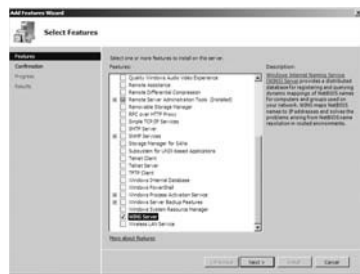 Add Features Wizard
Select Features
Features
Confirmation
Progress
Results
Select one or more features to install on this server.
Features:
Quality Windows Audio Video Experience
Remote Assistance
Remote Differential Compression
Remote Server Administration Tools (Installed)
Removable Storage Manager
RPC over HTTP Proxy
Simple TCP/IP Services
SMTP Server
SNMP Services
Storage Manager for SANs
Subsystem for UNIX-based Applications
Telnet Client
Telnet Server
TFTP Client
Windows Internal Database
Windows PowerShell
Windows Process Activation Service
Windows Server Backup Features
Windows System Resource Manager
WINS Server
Wireless LAN Service
More about features
Description:
Windows Internet Naming Service
(WINS) Server provides a distributed
database for registering and querying
dynamic mappings of NetBIOS names
for computers and groups used on
your network. WINS maps NetBIOS
names to IP addresses and solves the
problems arising from NetBIOS name
resolution in routed environments.
< Previous
Next >
Install
Cancel